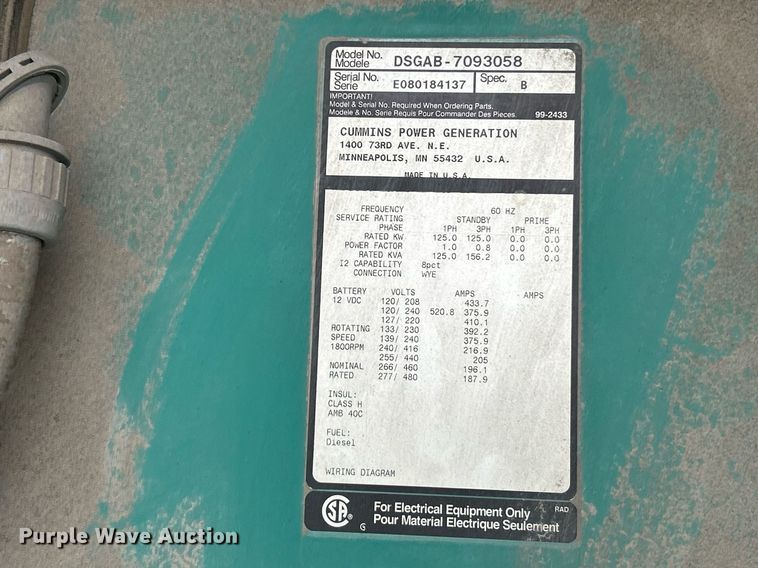 Model No.
Modele
DSGAB-7093058
Serial No.
Serie
E080184137
Spec.
B
IMPORTANT!
Model & Serial No. Required When Ordering Parts.
Modele & No. Serie Requis Pour Commander Des Pieces. 99-2433
CUMMINS POWER GENERATION
1400 73RD AVE. N.E.
MINNEAPOLIS, MN 55432 U.S.A.
MADE IN U.S.A.
FREQUENCY 60 HZ
SERVICE RATING STANDBY PRIME
PHASE 1PH 3PH 1PH 3PH
RATED KW 125.0 125.0 0.0 0.0
POWER FACTOR 1.0 0.8 0.0 0.0
RATED KVA 125.0 156.2 0.0 0.0
I2 CAPABILITY 8pct
CONNECTION WYE
BATTERY VOLTS AMPS - AMPS
12 VDC 120/ 208 433.7
120/ 240 520.8 375.9
127/ 220 410.1
ROTATING 133/ 230 392.2
SPEED 139/ 240 375.9
1800RPM 240/ 416 216.9
255/ 440 205
NOMINAL 266/ 460 196.1
RATED 277/ 480 187.9
INSUL:
CLASS H
AMB 40C
FUEL:
Diesel
WIRING DIAGRAM
RAD
SA®
G
For Electrical Equipment Only
Pour Material Electrique Seulement
Purple Wave Auction